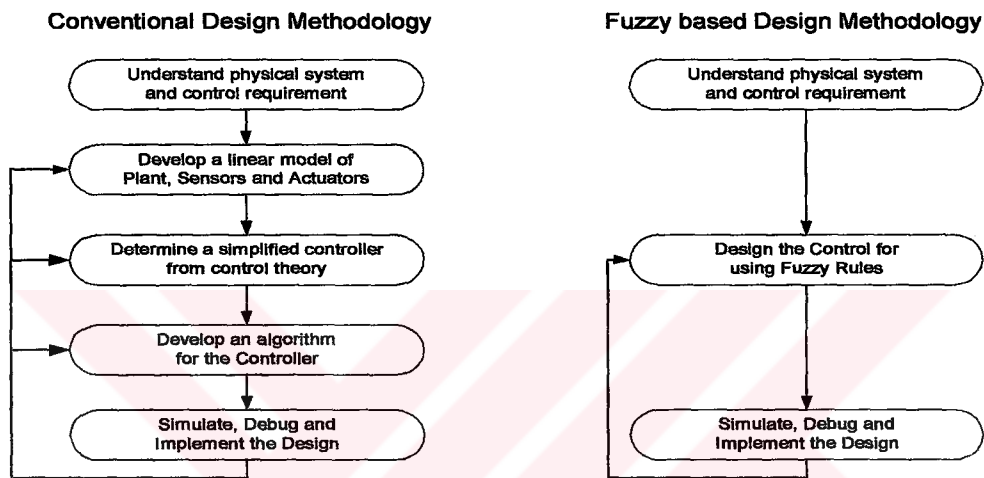 Conventional Design Methodology
Understand physical system
and control requirement
Develop a linear model of
Plant, Sensors and Actuators
Determine a simplified controller
from control theory
Develop an algorithm
for the Controller
Simulate, Debug and
Implement the Design
Fuzzy based Design Methodology
Understand physical system
and control requirement
Design the Control for
using Fuzzy Rules
Simulate, Debug and
Implement the Design